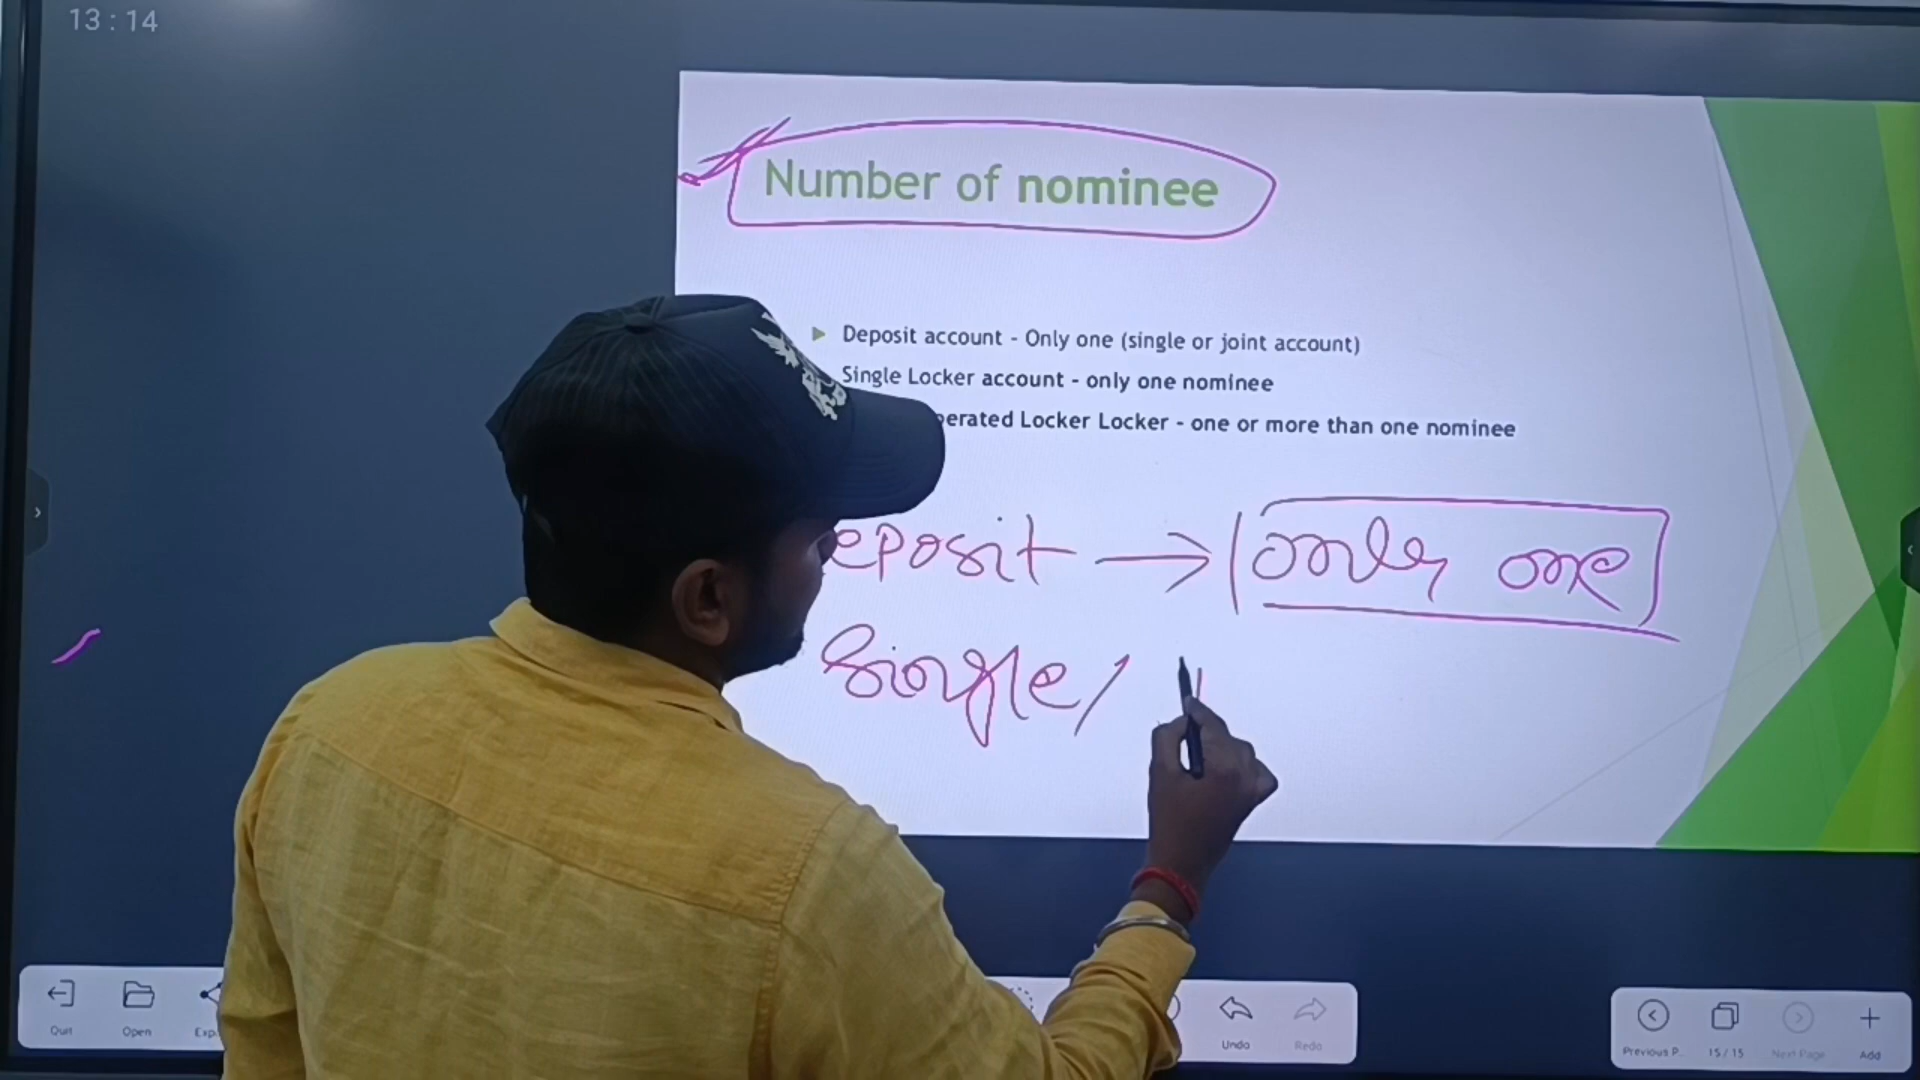 13:14
Number of nominee
Deposit account - Only one (single or joint account)
Single Locker account - only one nominee
Locker Locker - one or more than one nominee
only one
Single/
Quit
Open
Undo
Redo
Previous P..
15/15
Next Page
Add